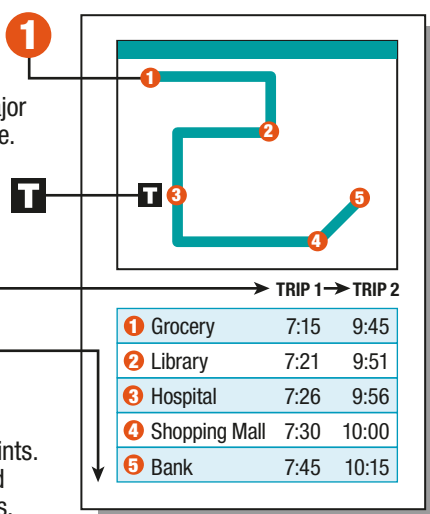 1
1
ajor
e.
2
T
T
3
5
4
TRIP 1 TRIP 2
1 Grocery 7:15 9:45
2 Library 7:21 9:51
3 Hospital 7:26 9:56
4 Shopping Mall 7:30 10:00
5 Bank 7:45 10:15
ints.
d
s.